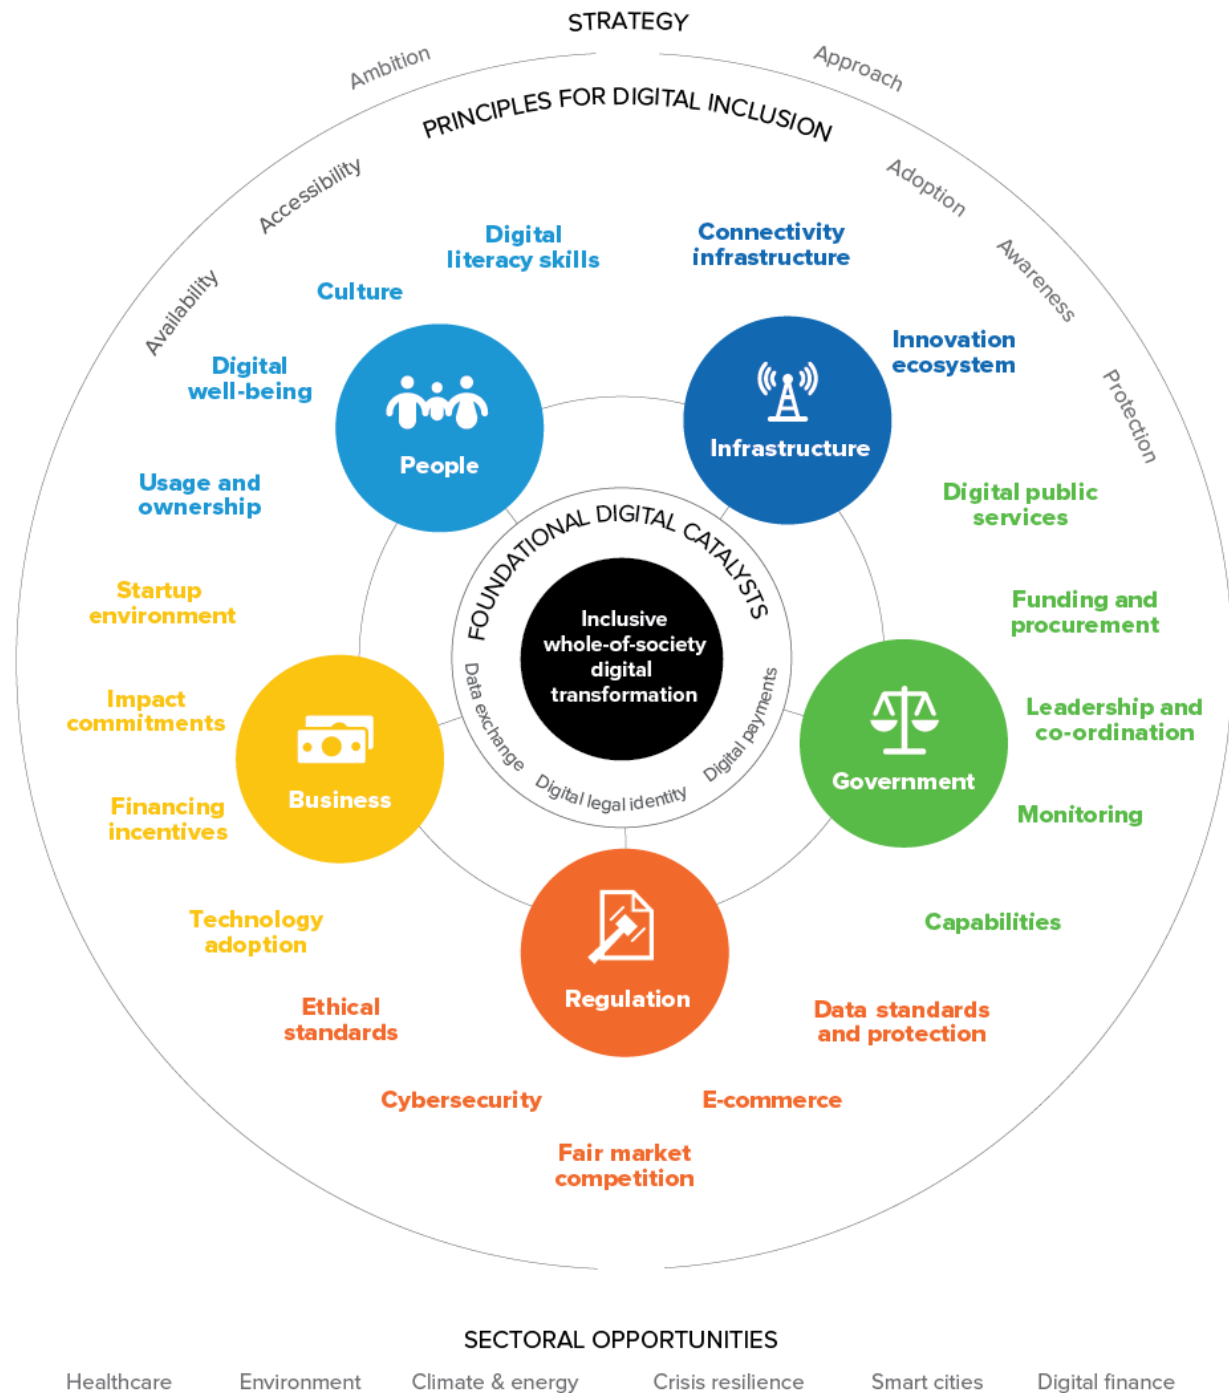 STRATEGY
Ambition
Approach
PRINCIPLES FOR DIGITAL INCLUSION
Accessibility
Adoption
Availability
Awareness
Protection
Digital
literacy skills
Connectivity
infrastructure
Culture
Innovation
ecosystem
Digital
well-being
People
Infrastructure
Usage and
ownership
Digital public
services
FOUNDATIONAL DIGITAL CATALYSTS
Startup
environment
Funding and
procurement
Inclusive
whole-of-society
digital
transformation
Data exchange
Digital legal identity
Digital payments
Impact
commitments
Leadership and
co-ordination
Business
Government
Financing
incentives
Monitoring
Technology
adoption
Capabilities
Regulation
Ethical
standards
Data standards
and protection
Cybersecurity
E-commerce
Fair market
competition
SECTORAL OPPORTUNITIES
Healthcare
Environment
Climate & energy
Crisis resilience
Smart cities
Digital finance